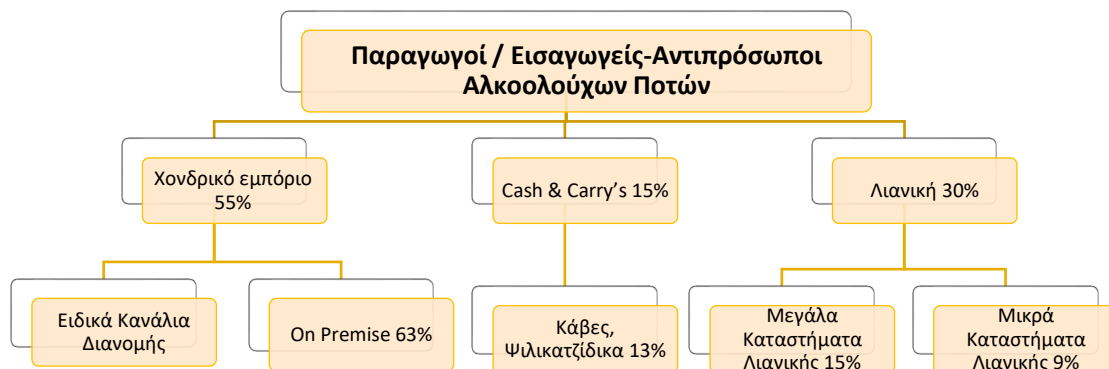 Παραγωγοί / Εισαγωγείς-Αντιπρόσωποι
Αλκοολούχων Ποτών
Χονδρικό εμπόριο
55%
Cash & Carry’s 15%
Λιανική 30%
Ειδικά Κανάλια
Διανομής
On Premise 63%
Κάβες,
Ψιλικατζίδικα 13%
Μεγάλα
Καταστήματα
Λιανικής 15%
Μικρά
Καταστήματα
Λιανικής 9%